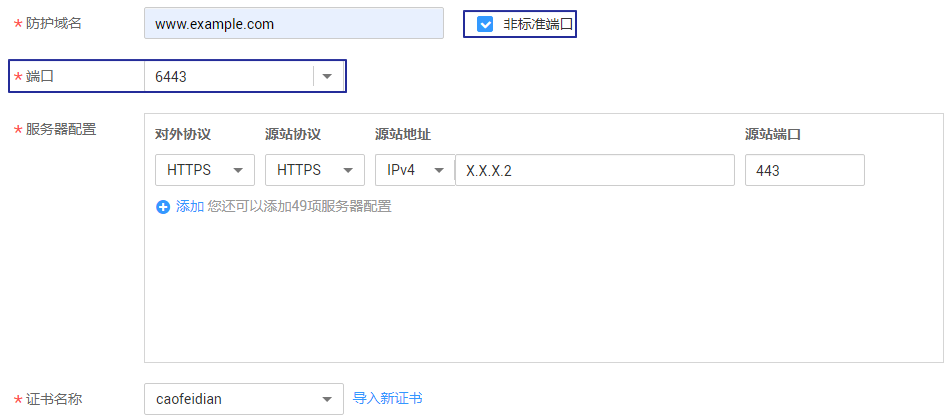 * 防护域名 www.example.com 非标准端口
* 端口 6443
* 服务器配置
对外协议 源站协议 源站地址 源站端口
HTTPS HTTPS IPv4 X.X.X.2 443
添加 您还可以添加49项服务器配置
* 证书名称 caofeidian 导入新证书